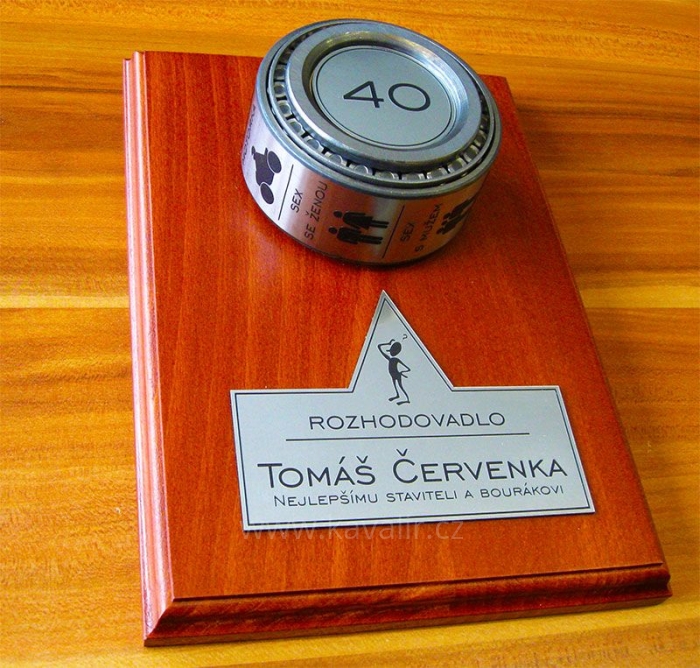 40
SEX
SE ŽENOU
SEX
S MUŽEM
ROZHODOVADLO
TOMÁŠ ČERVENKA
NEJLEPŠÍMU STAVITELI A BOURÁKOVI
www.kavalir.cz